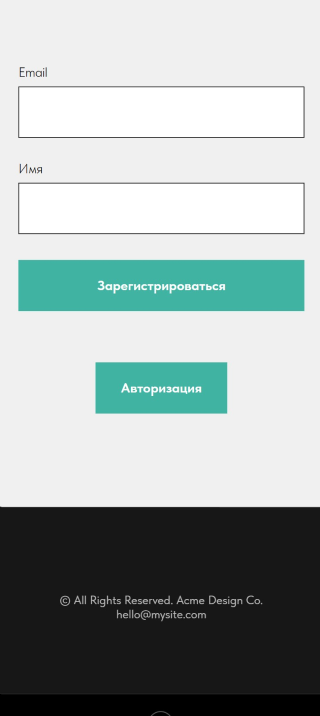 Email
Имя
Зарегистрироваться
Авторизация
© All Rights Reserved. Acme Design Co.
hello@mysite.com